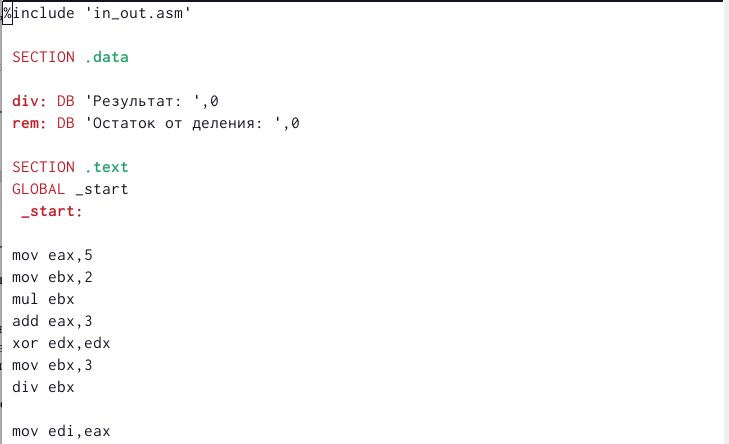 %include 'in_out.asm'
SECTION .data
div: DB 'Результат: ',0
rem: DB 'Остаток от деления: ',0
SECTION .text
GLOBAL _start
_start:
mov eax,5
mov ebx,2
mul ebx
add eax,3
xor edx,edx
mov ebx,3
div ebx
mov edi,eax